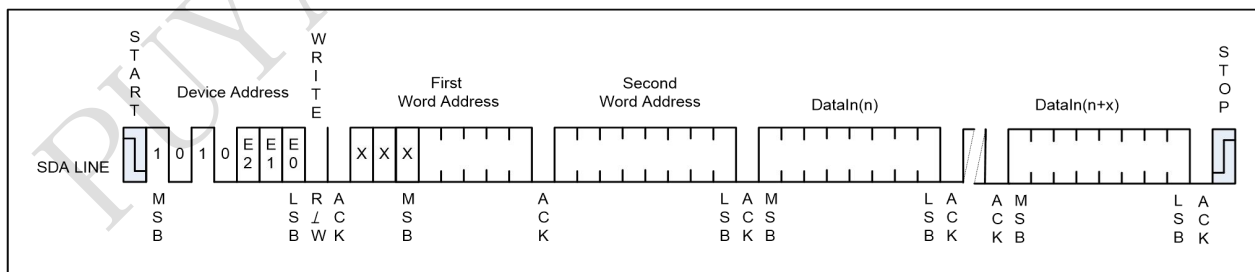 PUYA
START
WRITE
STOP
Device Address
First
Word Address
Second
Word Address
DataIn(n)
DataIn(n+x)
SDA LINE
1 0 1 0 E2 E1 E0
X X X
MSB
LSB
R/W
ACK
MSB
ACK
LSB
ACK
MSB
LSB
ACK
ACK
MSB
LSB
ACK